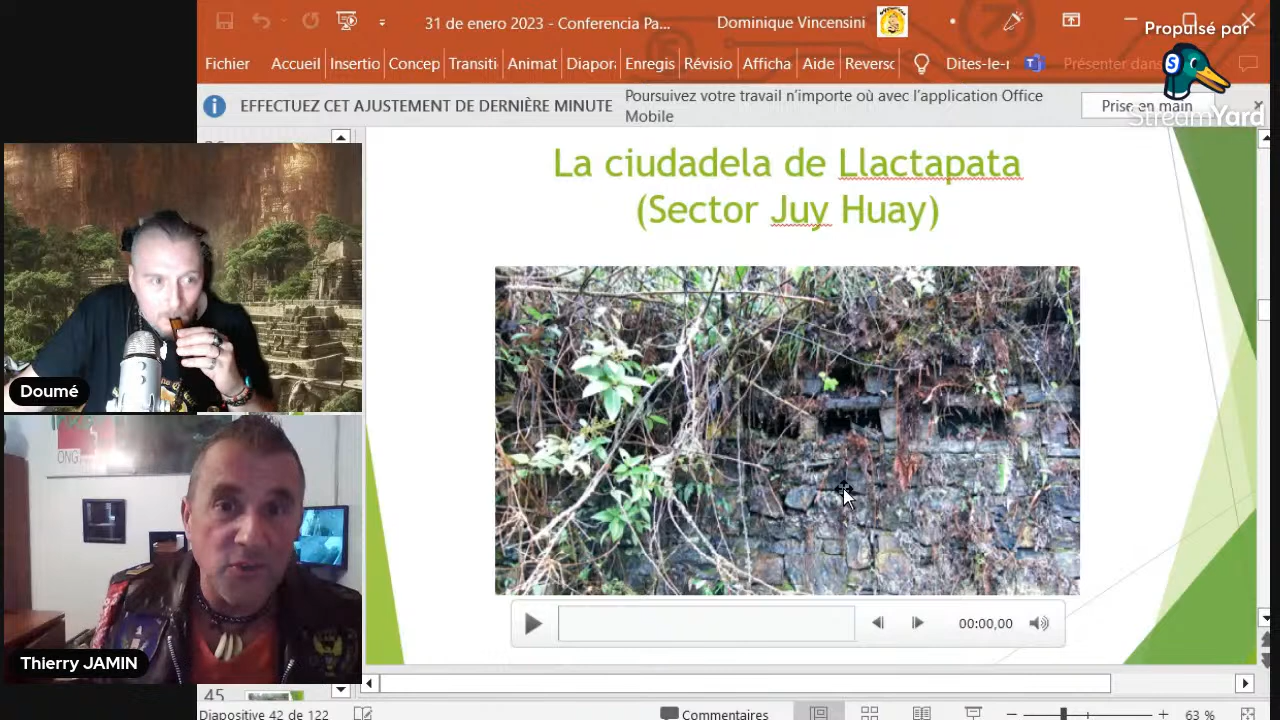 31 de enero 2023 - Conferencia Pa...
Dominique Vincensini
Propulsé par
StreamYard
Fichier
Accueil
Insertio
Concep
Transiti
Animat
Diapora
Enregis
Révisio
Afficha
Aide
Reversc
Dites-le-r
Présenter dans
EFFECTUEZ CET AJUSTEMENT DE DERNIÈRE MINUTE
Poursuivez votre travail n'importe où avec l'application Office
Mobile
Prise en main
La ciudadela de Llactapata
(Sector Juy Huay)
Doumé
ONG
Thierry JAMIN
00:00,00
45
Diapositive 42 de 122
Commentaires
63 %